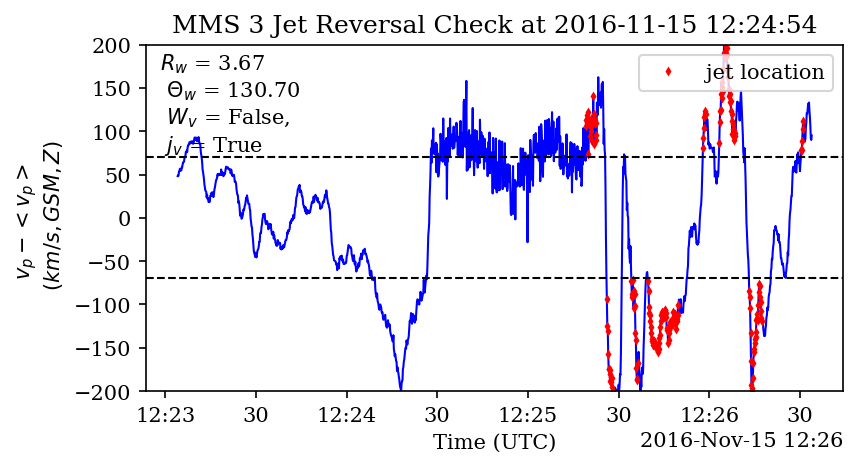 MMS 3 Jet Reversal Check at 2016-11-15 12:24:54
R_w = 3.67
Θ_w = 130.70
W_v = False,
j_v = True
jet location
v_p − < v_p >
(km/s, GSM, Z)
200
150
100
50
0
−50
−100
−150
−200
12:23 30 12:24 30 12:25 30 12:26 30
Time (UTC)
2016-Nov-15 12:26